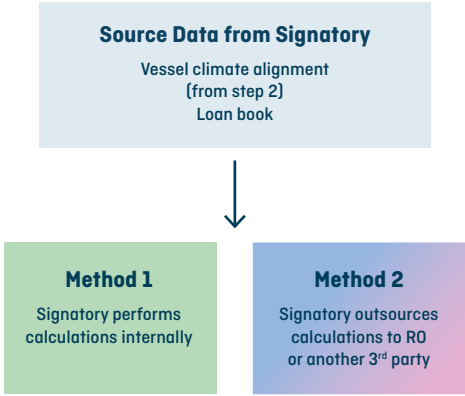 Source Data from Signatory
Vessel climate alignment
(from step 2)
Loan book
Method 1
Signatory performs
calculations internally
Method 2
Signatory outsources
calculations to RO
or another 3rd party